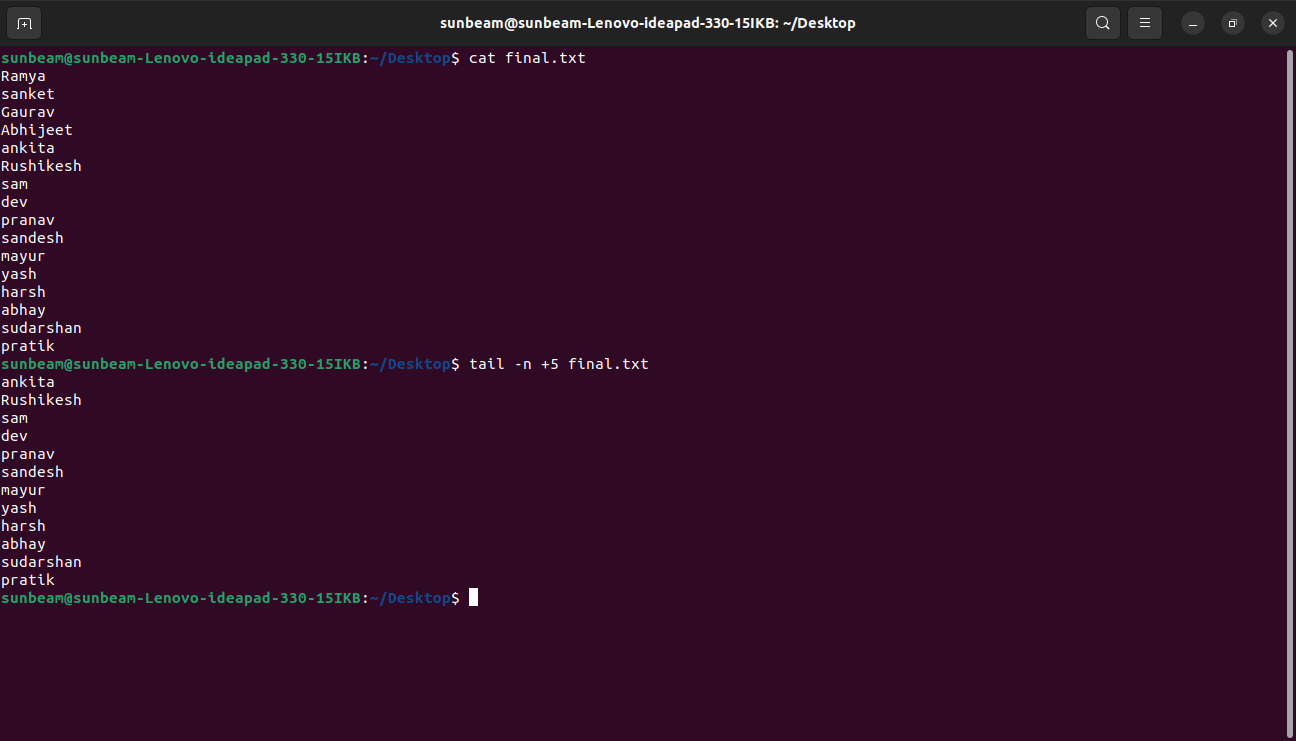 sunbeam@sunbeam-Lenovo-ideapad-330-15IKB: ~/Desktop
sunbeam@sunbeam-Lenovo-ideapad-330-15IKB:~/Desktop$ cat final.txt
Ramya
sanket
Gaurav
Abhijeet
ankita
Rushikesh
sam
dev
pranav
sandesh
mayur
yash
harsh
abhay
sudarshan
pratik
sunbeam@sunbeam-Lenovo-ideapad-330-15IKB:~/Desktop$ tail -n +5 final.txt
ankita
Rushikesh
sam
dev
pranav
sandesh
mayur
yash
harsh
abhay
sudarshan
pratik
sunbeam@sunbeam-Lenovo-ideapad-330-15IKB:~/Desktop$